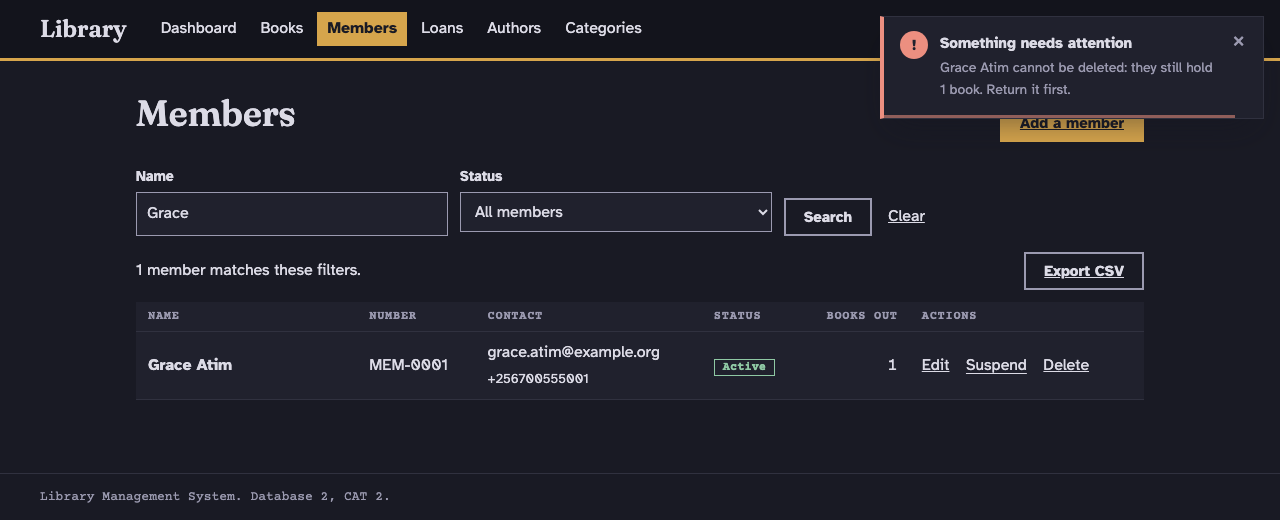 Library
Dashboard Books Members Loans Authors Categories
!
Something needs attention
×
Grace Atim cannot be deleted: they still hold
1 book. Return it first.
Members
Add a member
Name
Status
Grace
All members
Search
Clear
1 member matches these filters.
Export CSV
NAME NUMBER CONTACT STATUS BOOKS OUT ACTIONS
Grace Atim MEM-0001 grace.atim@example.org Active 1 Edit Suspend Delete
+256700555001
Library Management System. Database 2, CAT 2.